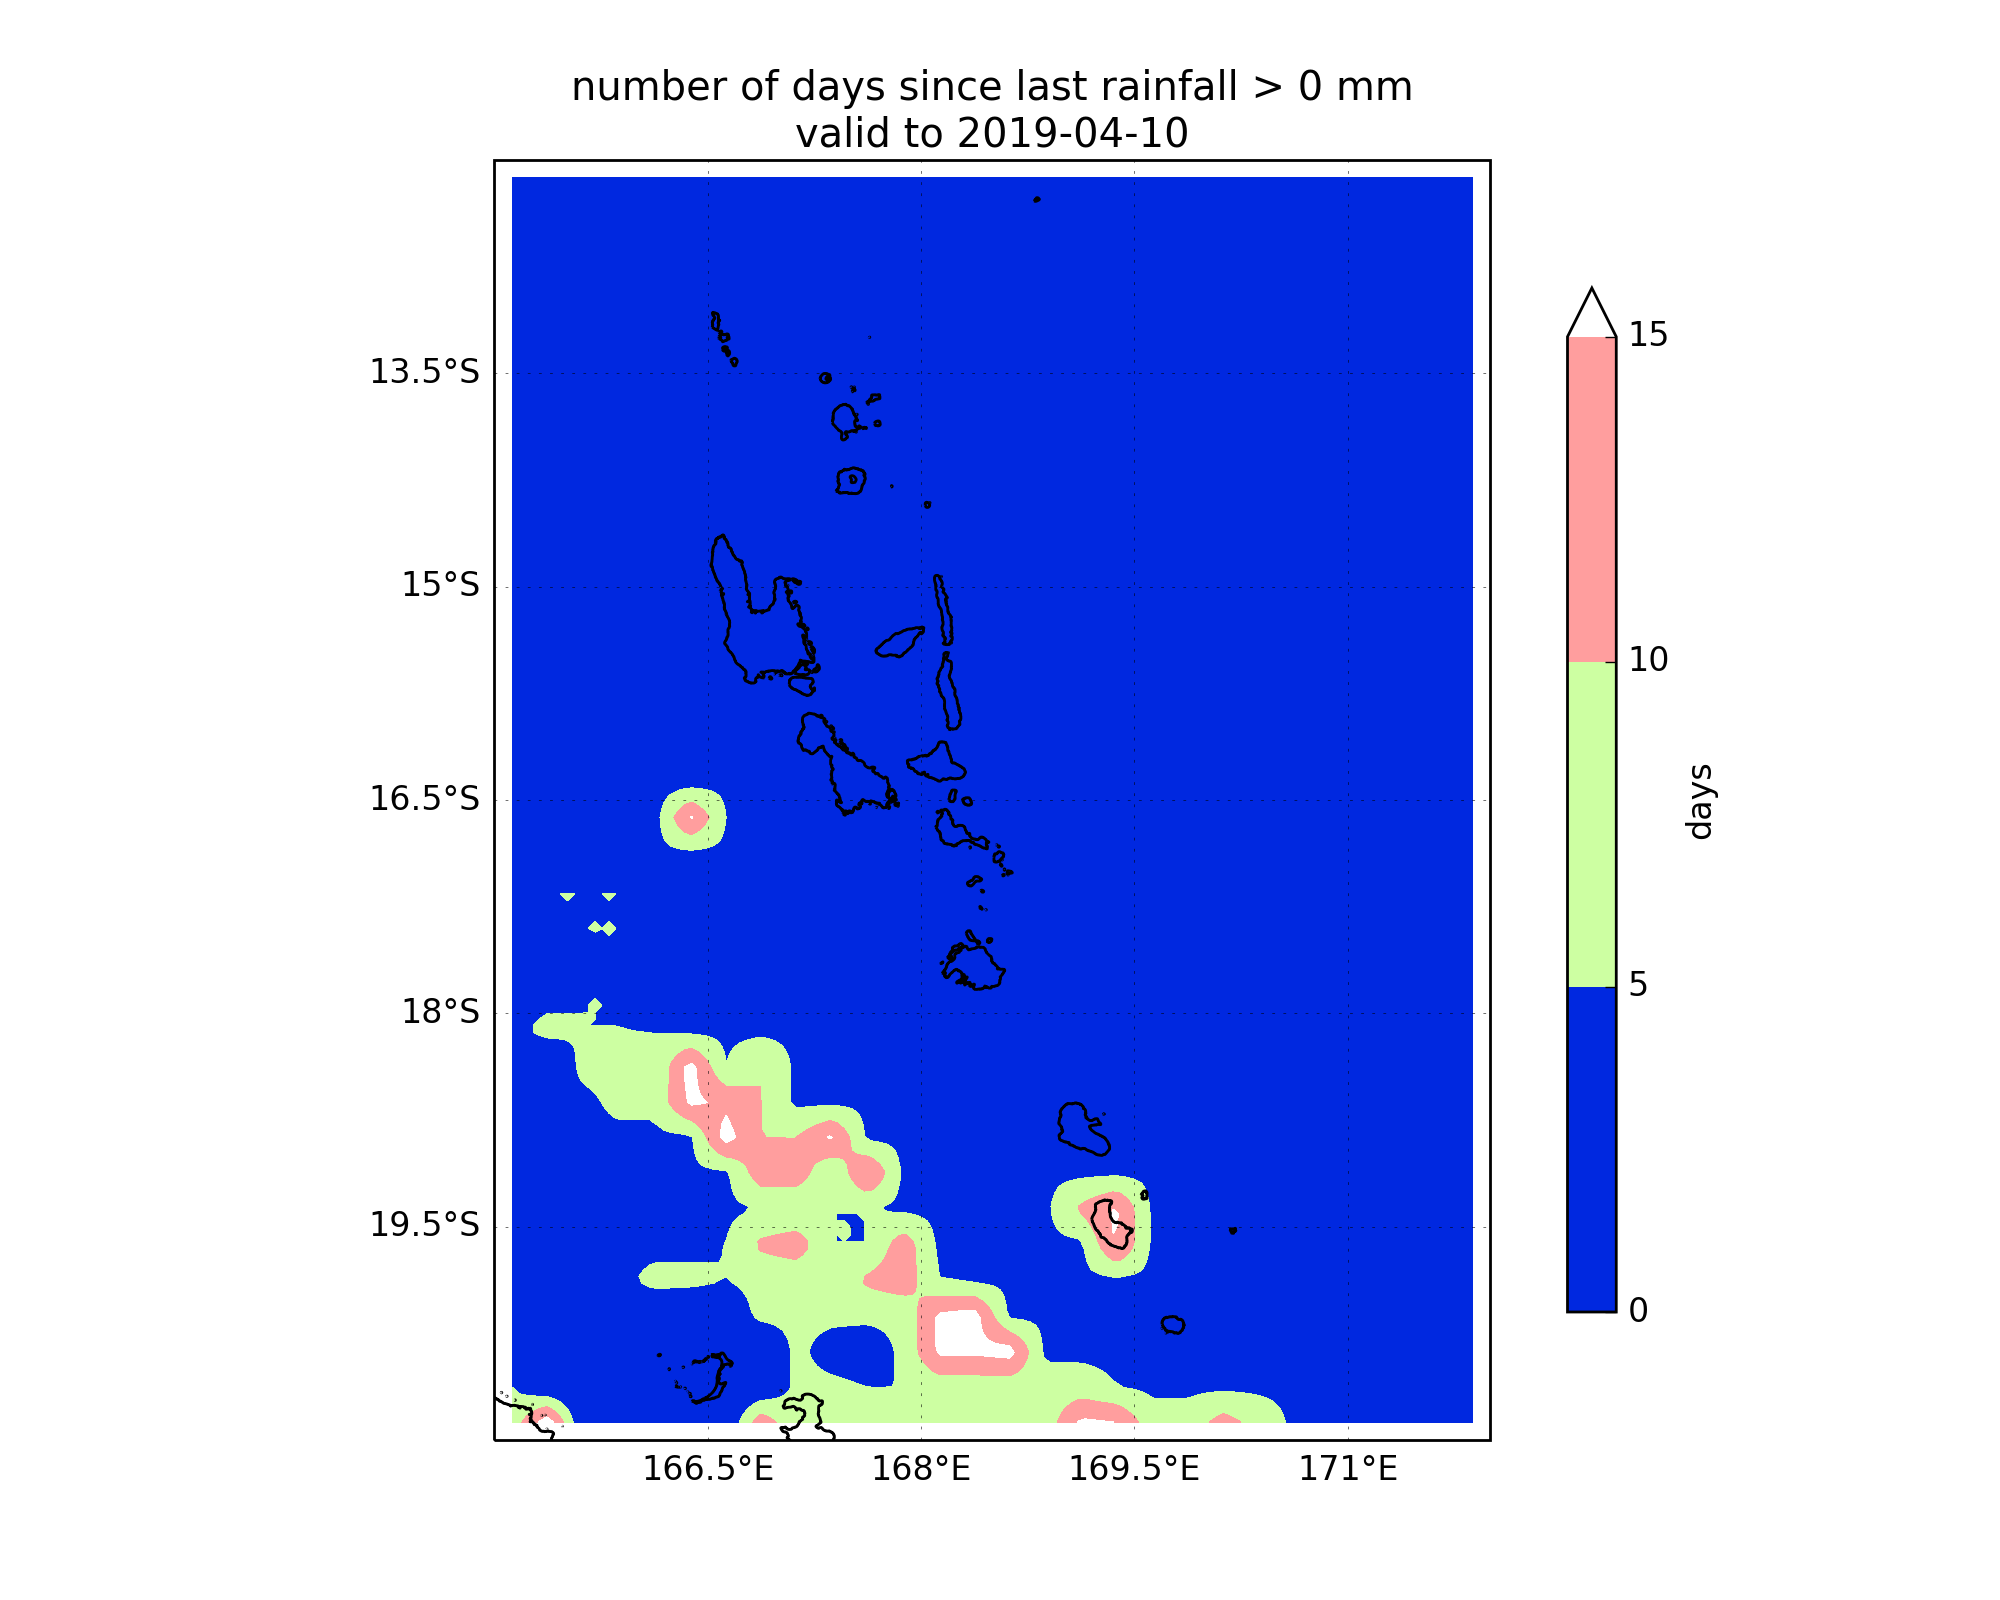 number of days since last rainfall > 0 mm
valid to 2019-04-10
13.5°S
15°S
16.5°S
18°S
19.5°S
166.5°E
168°E
169.5°E
171°E
15
10
5
0
days